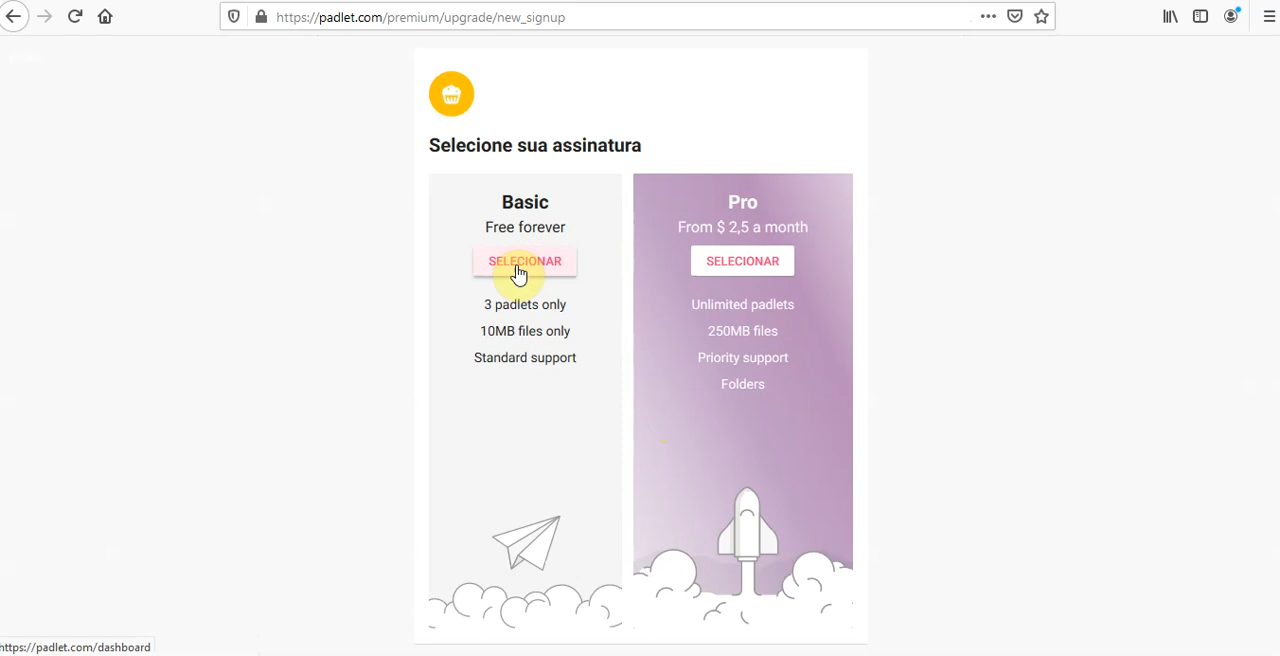 https://padlet.com/premium/upgrade/new_signup
Selecione sua assinatura
Basic
Free forever
SELECIONAR
3 padlets only
10MB files only
Standard support
Pro
From $ 2,5 a month
SELECIONAR
Unlimited padlets
250MB files
Priority support
Folders
https://padlet.com/dashboard